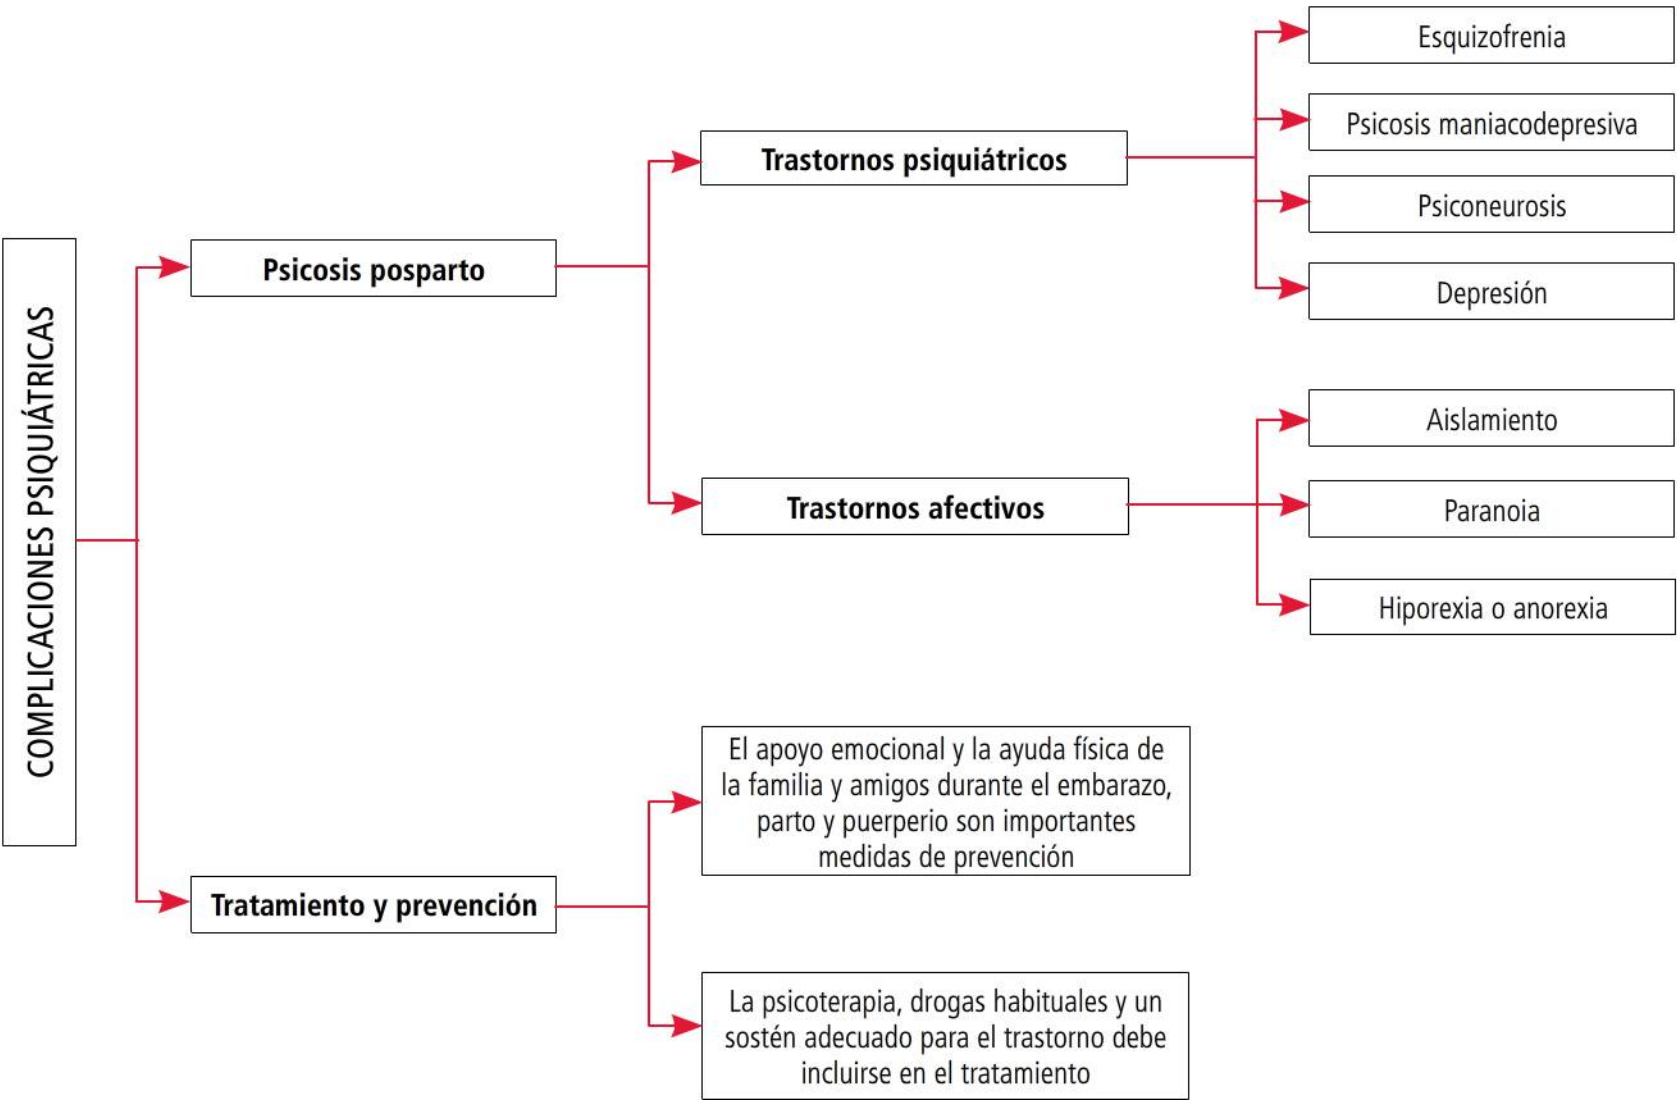 COMPLICACIONES PSIQUIÁTRICAS
Psicosis posparto
Trastornos psiquiátricos
Esquizofrenia
Psicosis maniacodepresiva
Psiconeurosis
Depresión
Trastornos afectivos
Aislamiento
Paranoia
Hiporexia o anorexia
Tratamiento y prevención
El apoyo emocional y la ayuda física de
la familia y amigos durante el embarazo,
parto y puerperio son importantes
medidas de prevención
La psicoterapia, drogas habituales y un
sostén adecuado para el trastorno debe
incluirse en el tratamiento